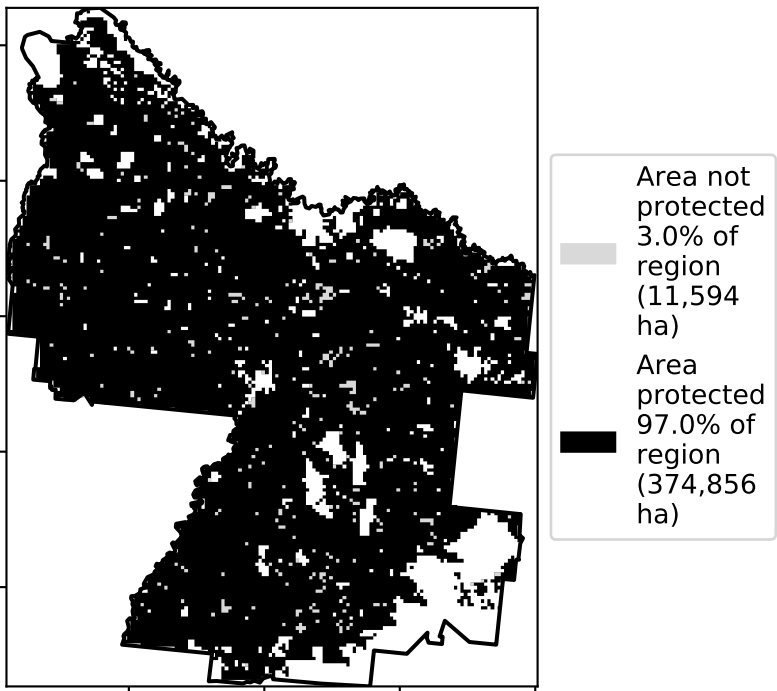 Area not
protected
3.0% of
region
(11,594
ha)
Area
protected
97.0% of
region
(374,856
ha)